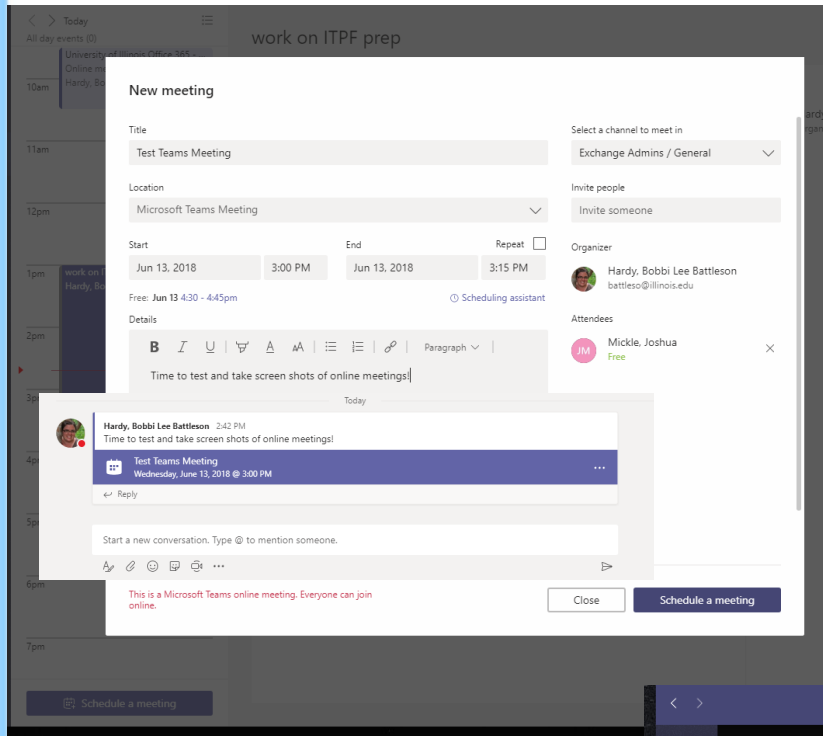 Today
All day events (0)
work on ITPF prep
University of Illinois Office 365 -
Online me
Hardy, Bo
10am
11am
12pm
1pm
work on I
Hardy, Bo
2pm
3p
4p
5p
6pm
7pm
Schedule a meeting
New meeting
Title
Test Teams Meeting
Location
Microsoft Teams Meeting
Start
End
Repeat
Jun 13, 2018
3:00 PM
Jun 13, 2018
3:15 PM
Free: Jun 13 4:30 - 4:45pm
Scheduling assistant
Details
B I U A AA Paragraph
Time to test and take screen shots of online meetings!
Select a channel to meet in
Exchange Admins / General
Invite people
Invite someone
Organizer
Hardy, Bobbi Lee Battleson
battleso@illinois.edu
Attendees
JM
Mickle, Joshua
Free
Today
Hardy, Bobbi Lee Battleson 2:42 PM
Time to test and take screen shots of online meetings!
Test Teams Meeting
Wednesday, June 13, 2018 @ 3:00 PM
Reply
Start a new conversation. Type @ to mention someone.
This is a Microsoft Teams online meeting. Everyone can join
online.
Close
Schedule a meeting